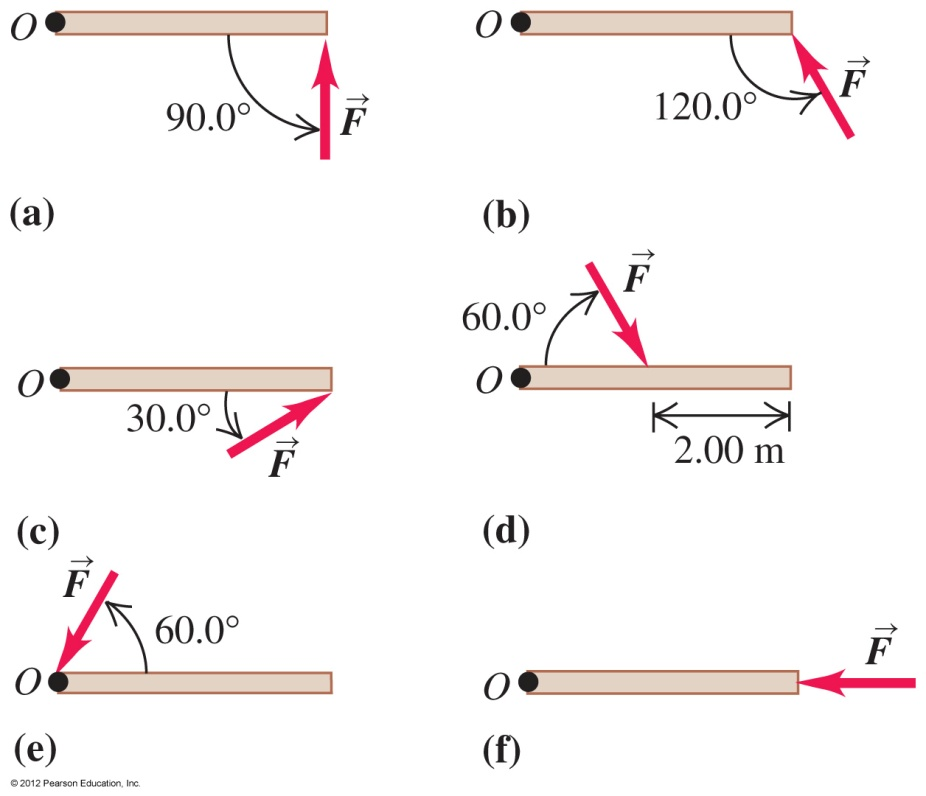 O
90.0°
F⃗
(a)
O
120.0°
F⃗
(b)
O
30.0°
F⃗
(c)
O
60.0°
F⃗
2.00 m
(d)
O
60.0°
F⃗
(e)
O
F⃗
(f)
© 2012 Pearson Education, Inc.